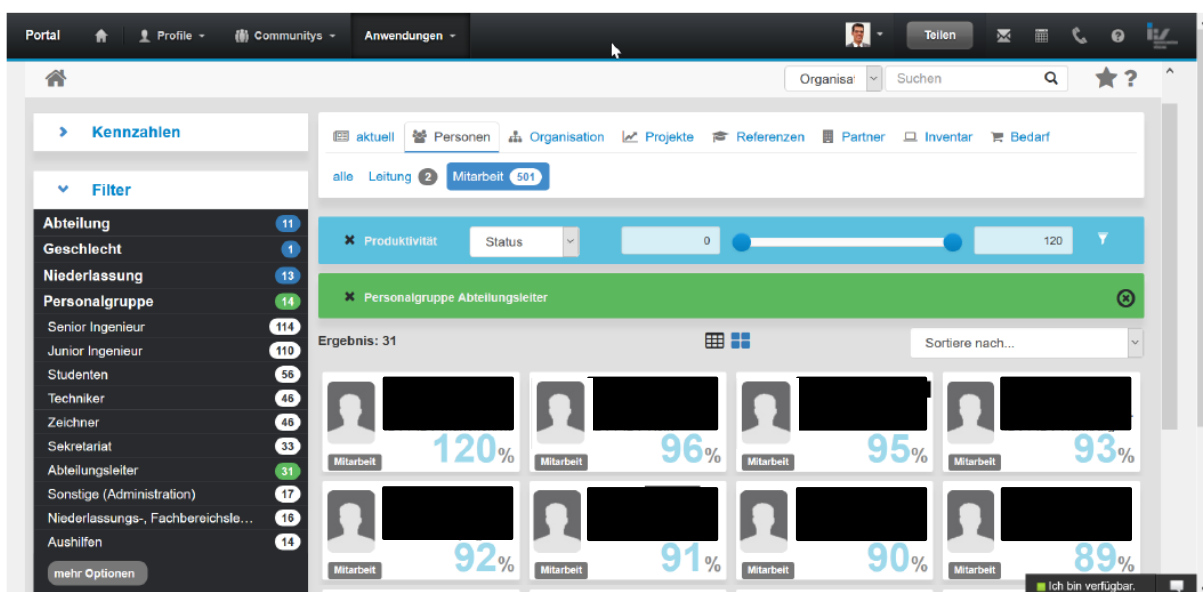 Portal Profile Communitys Anwendungen Teilen
Organisa Suchen
Kennzahlen
aktuell Personen Organisation Projekte Referenzen Partner Inventar Bedarf
alle Leitung 2 Mitarbeit 501
Filter
Abteilung 11
Geschlecht 1
Niederlassung 13
Personalgruppe 14
Senior Ingenieur 114
Junior Ingenieur 110
Studenten 56
Techniker 46
Zeichner 46
Sekretariat 33
Abteilungsleiter 31
Sonstige (Administration) 17
Niederlassungs-, Fachbereichsle... 16
Aushilfen 14
mehr Optionen
Produktivität Status 0 120
Personalgruppe Abteilungsleiter
Ergebnis: 31 Sortiere nach...
Mitarbeit 120% Mitarbeit 96% Mitarbeit 95% Mitarbeit 93%
Mitarbeit 92% Mitarbeit 91% Mitarbeit 90% Mitarbeit 89%
Ich bin verfügbar.